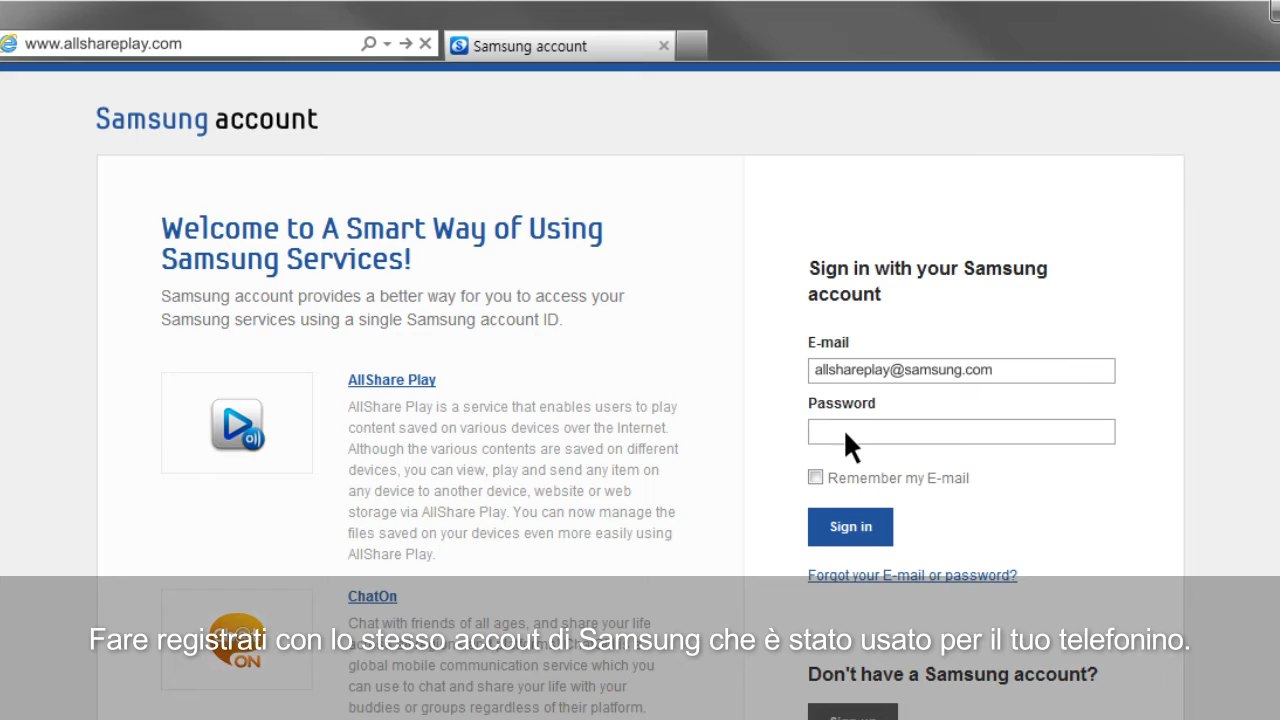 www.allshareplay.com
Samsung account
Samsung account
Welcome to A Smart Way of Using
Samsung Services!
Samsung account provides a better way for you to access your
Samsung services using a single Samsung account ID.
AllShare Play
AllShare Play is a service that enables users to play
content saved on various devices over the Internet.
Although the various contents are saved on different
devices, you can view, play and send any item on
any device to another device, website or web
storage via AllShare Play. You can now manage the
files saved on your devices even more easily using
AllShare Play.
ChatOn
Chat with friends of all ages, and share your life
global mobile communication service which you
can use to chat and share your life with your
buddies or groups regardless of their platform.
ON
Sign in with your Samsung
account
E-mail
allshareplay@samsung.com
Password
Remember my E-mail
Sign in
Forgot your E-mail or password?
Don't have a Samsung account?
Fare registrati con lo stesso accout di Samsung che è stato usato per il tuo telefonino.